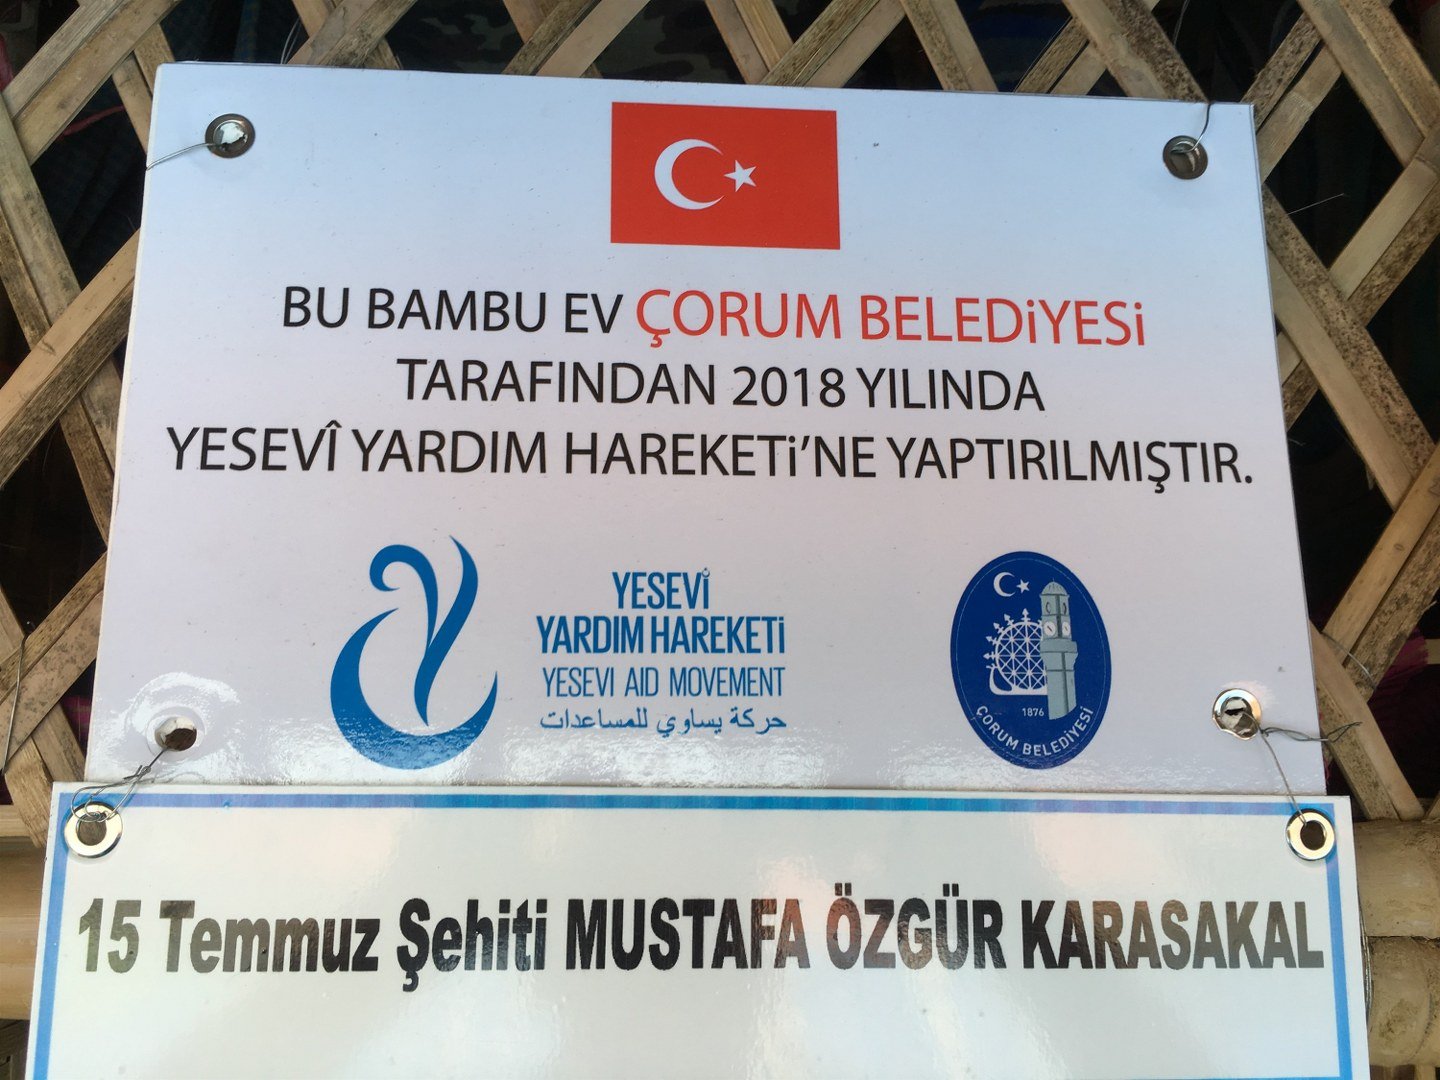 BU BAMBU EV ÇORUM BELEDiYESi
TARAFINDAN 2018 YILINDA
YESEVÎ YARDIM HAREKETi’NE YAPTIRILMIŞTIR.
YESEVİ
YARDIM HAREKETİ
YESEVI AID MOVEMENT
حركة يساوي للمساعدات
1876
ÇORUM BELEDİYESİ
15 Temmuz Şehiti MUSTAFA ÖZGÜR KARASAKAL